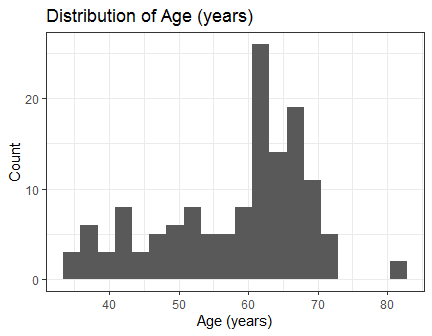 Distribution of Age (years)
20
10
0
Count
40 50 60 70 80
Age (years)